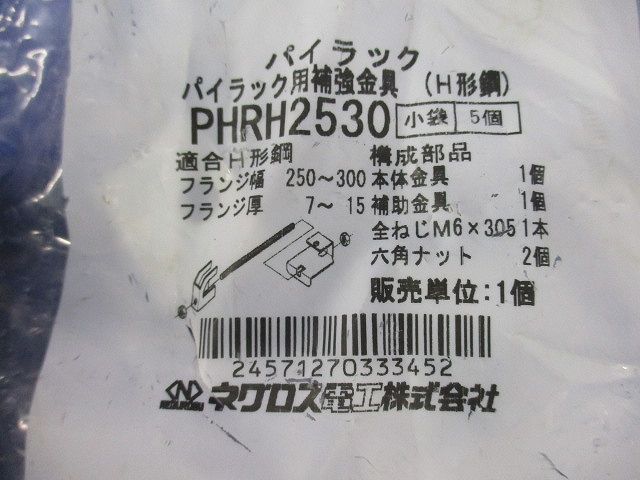 パイラック
パイラック用補強金具 (H形鋼)
PHRH2530 小袋 5個
適合H形鋼
フランジ幅 250～300
フランジ厚 7～ 15
構成部品
本体金具 1個
補助金具 1個
全ねじM6×305 1本
六角ナット 2個
販売単位:1個
24571270333452
ネグロス電工株式会社